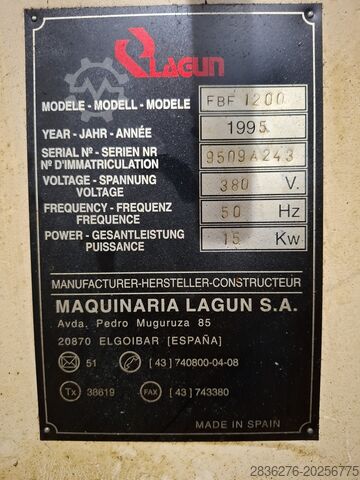 LAGUN
MODELE - MODELL - MODELE FBF 1200
YEAR - JAHR - ANNÉE 1995
SERIAL Nº - SERIEN NR
Nº D'IMMATRICULATION 9509A243
VOLTAGE - SPANNUNG
VOLTAGE 380 V.
FREQUENCY - FREQUENZ
FREQUENCE 50 Hz
POWER - GESANTLEISTUNG
PUISSANCE 15 Kw
MANUFACTURER-HERSTELLER-CONSTRUCTEUR
MAQUINARIA LAGUN S.A.
Avda. Pedro Muguruza 85
20870 ELGOIBAR [ESPAÑA]
51 [43] 740800-04-08
Tx 38619 FAX [43] 743380
MADE IN SPAIN
2836276-20256775